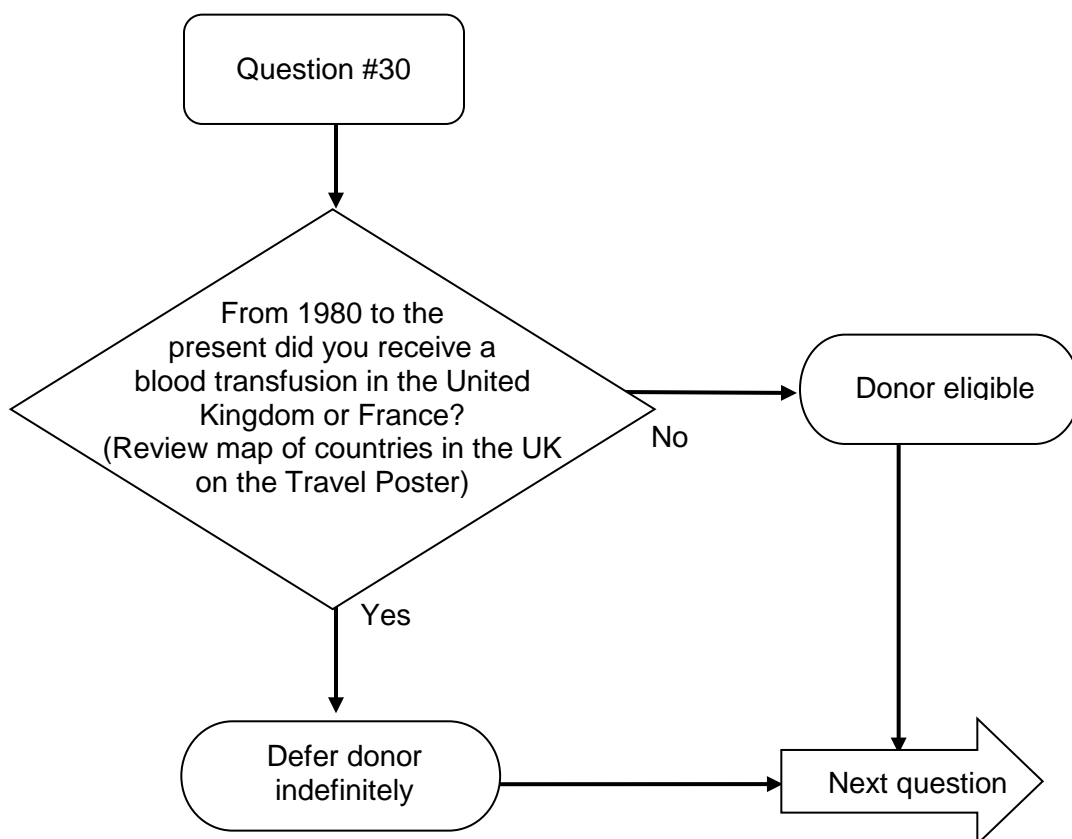 Question #30
From 1980 to the
present did you receive a
blood transfusion in the United
Kingdom or France?
(Review map of countries in the UK
on the Travel Poster)
No
Donor eligible
Yes
Defer donor
indefinitely
Next question